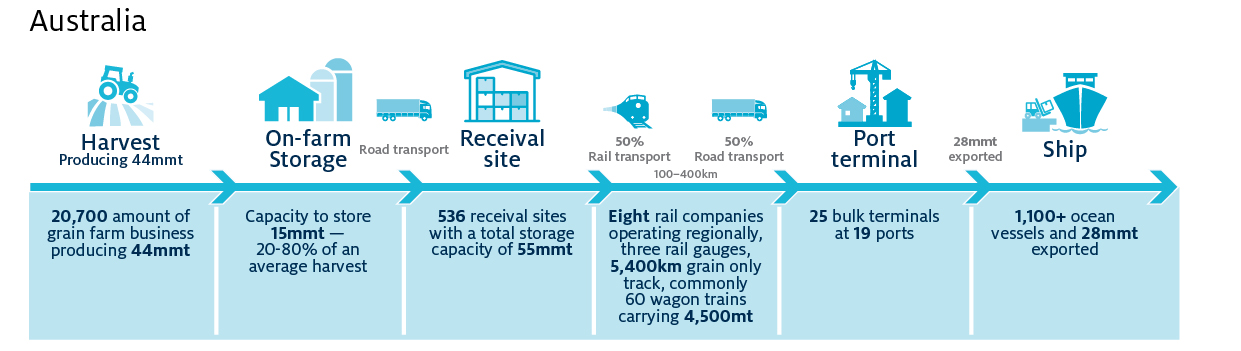 Australia
Harvest
Producing 44mmt
On-farm
Storage
Road transport
Receival
site
50%
Rail transport
50%
Road transport
100–400km
Port
terminal
28mmt
exported
Ship
20,700 amount of
grain farm business
producing 44mmt
Capacity to store
15mmt —
20-80% of an
average harvest
536 receival sites
with a total storage
capacity of 55mmt
Eight rail companies
operating regionally,
three rail gauges,
5,400km grain only
track, commonly
60 wagon trains
carrying 4,500mt
25 bulk terminals
at 19 ports
1,100+ ocean
vessels and 28mmt
exported